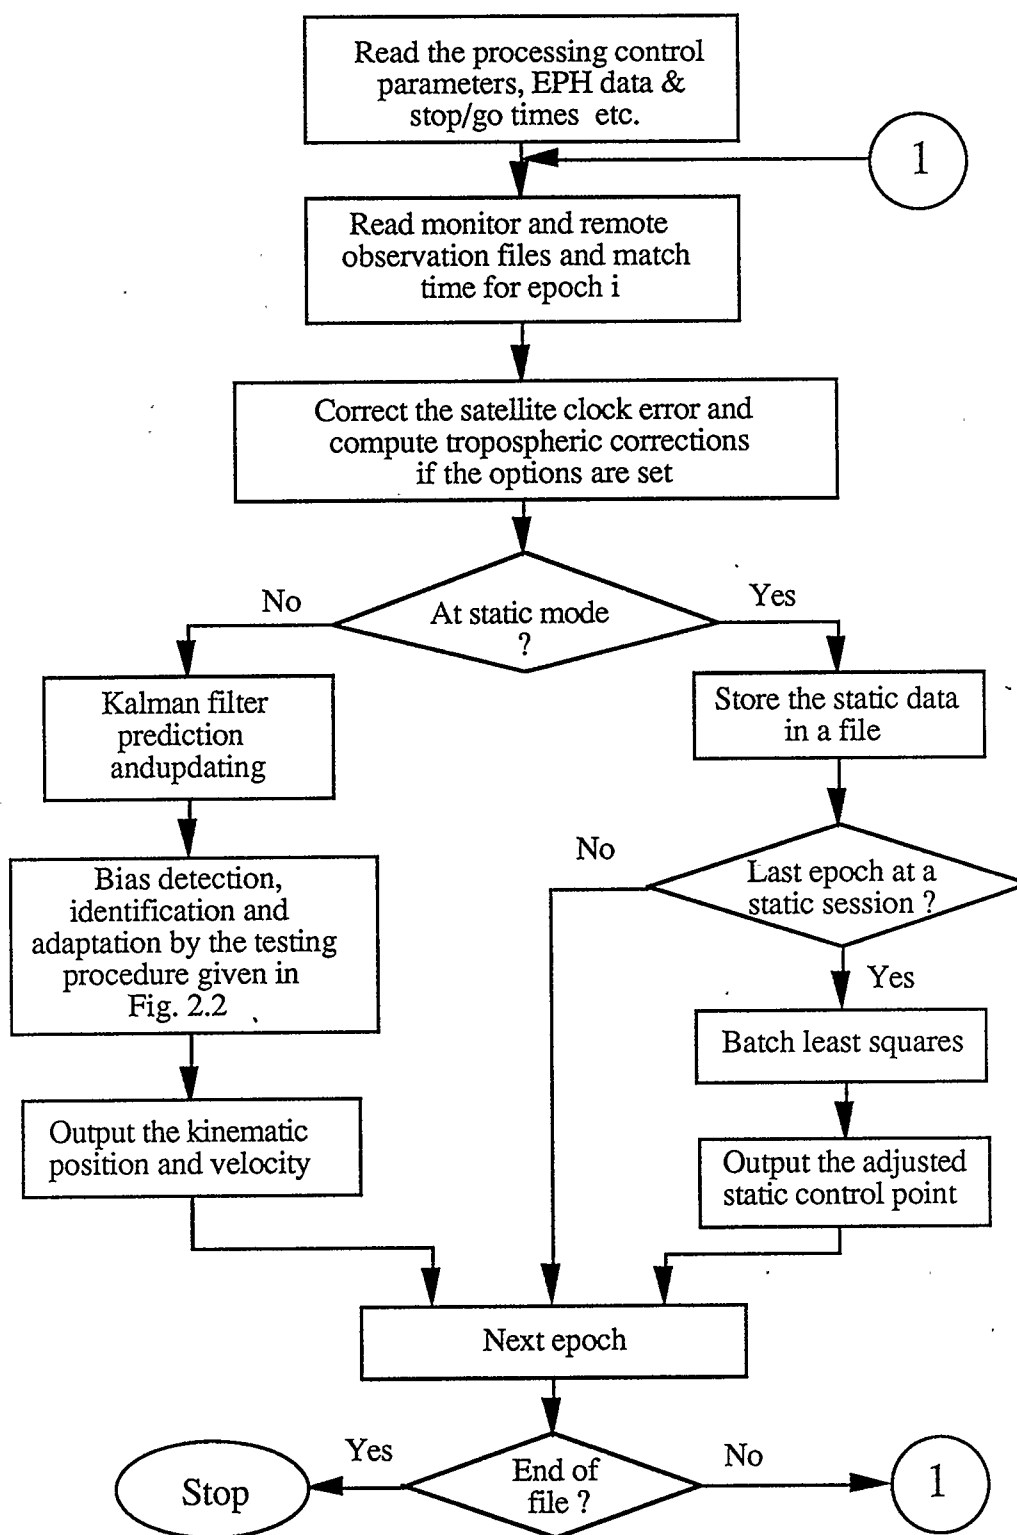 Read the processing control
parameters, EPH data &
stop/go times etc.
1
Read monitor and remote
observation files and match
time for epoch i
Correct the satellite clock error and
compute tropospheric corrections
if the options are set
No
Yes
At static mode
?
Kalman filter
prediction
andupdating
Store the static data
in a file
No
Last epoch at a
static session ?
Bias detection,
identification and
adaptation by the testing
procedure given in
Fig. 2.2
Yes
Batch least squares
Output the kinematic
position and velocity
Output the adjusted
static control point
Next epoch
Yes
No
Stop
End of
file ?
1